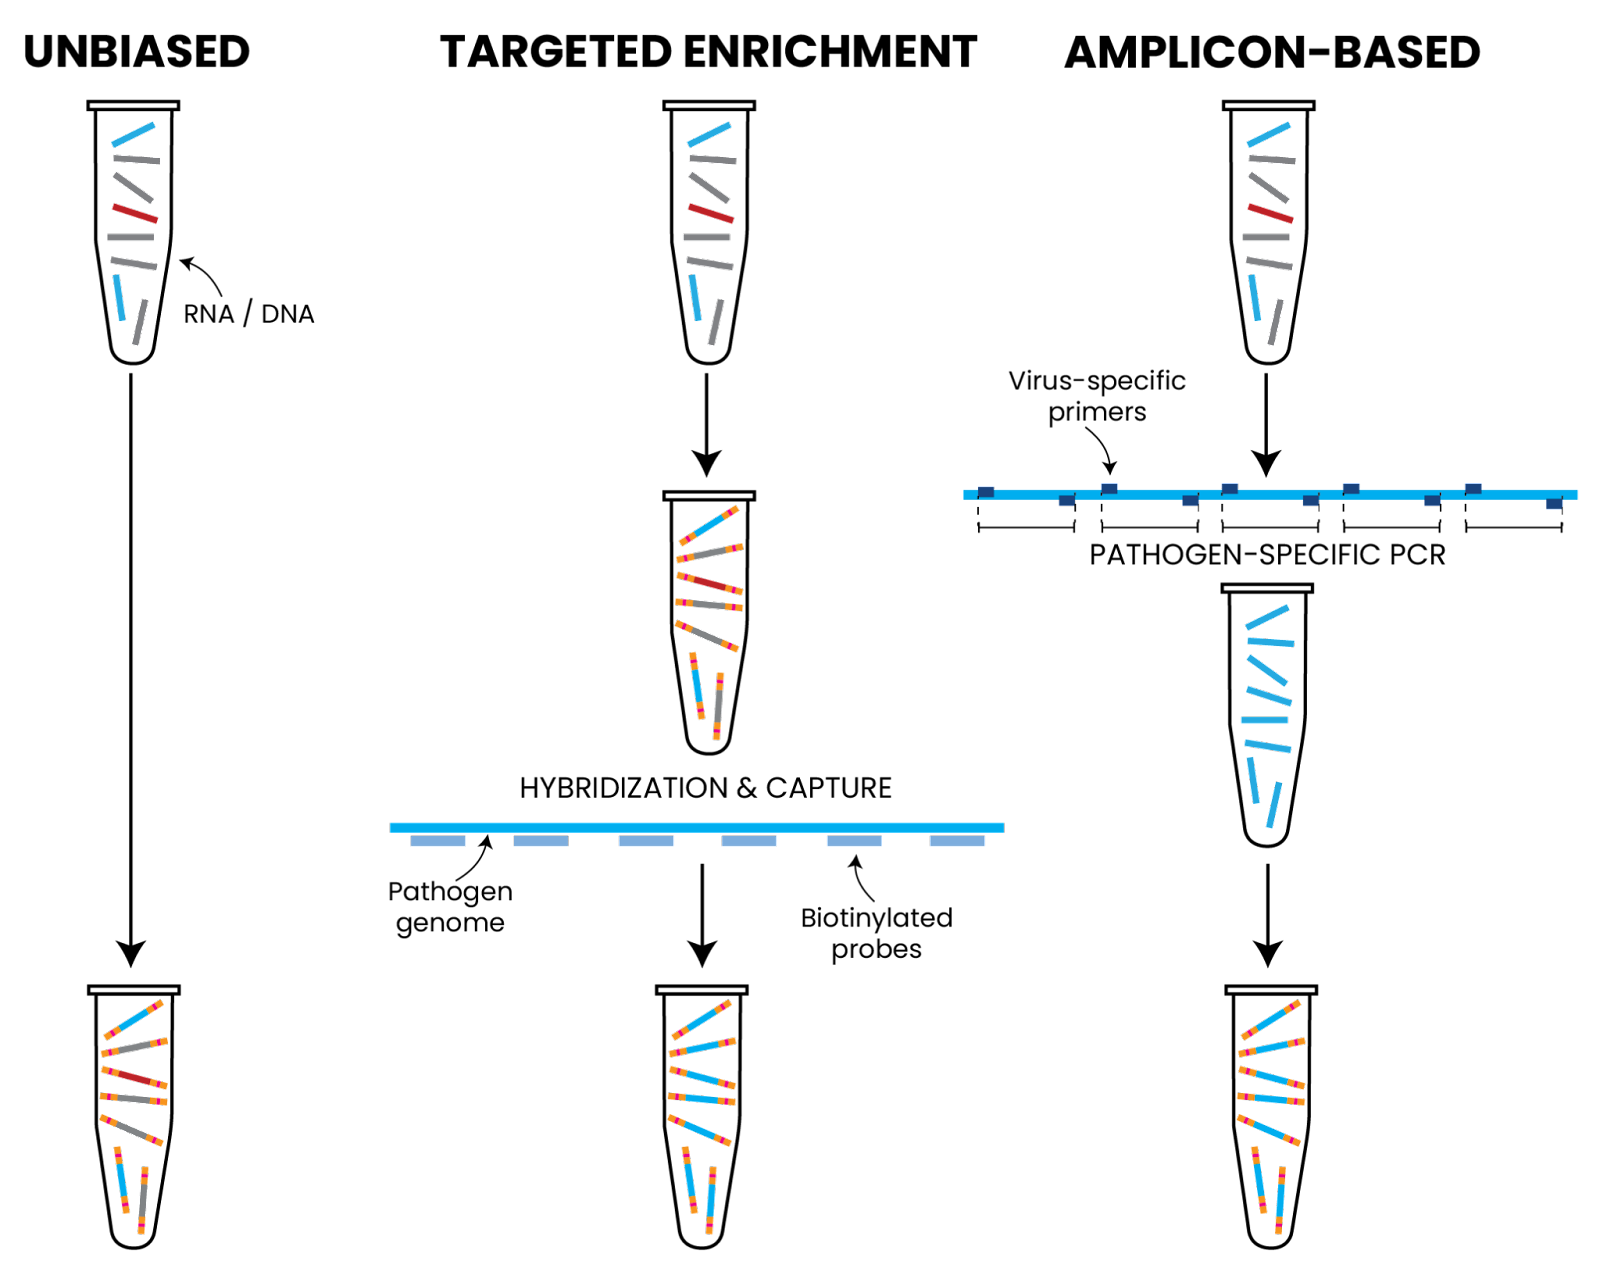 UNBIASED
TARGETED ENRICHMENT
AMPLICON-BASED
RNA / DNA
Virus-specific
primers
PATHOGEN-SPECIFIC PCR
HYBRIDIZATION & CAPTURE
Pathogen
genome
Biotinylated
probes